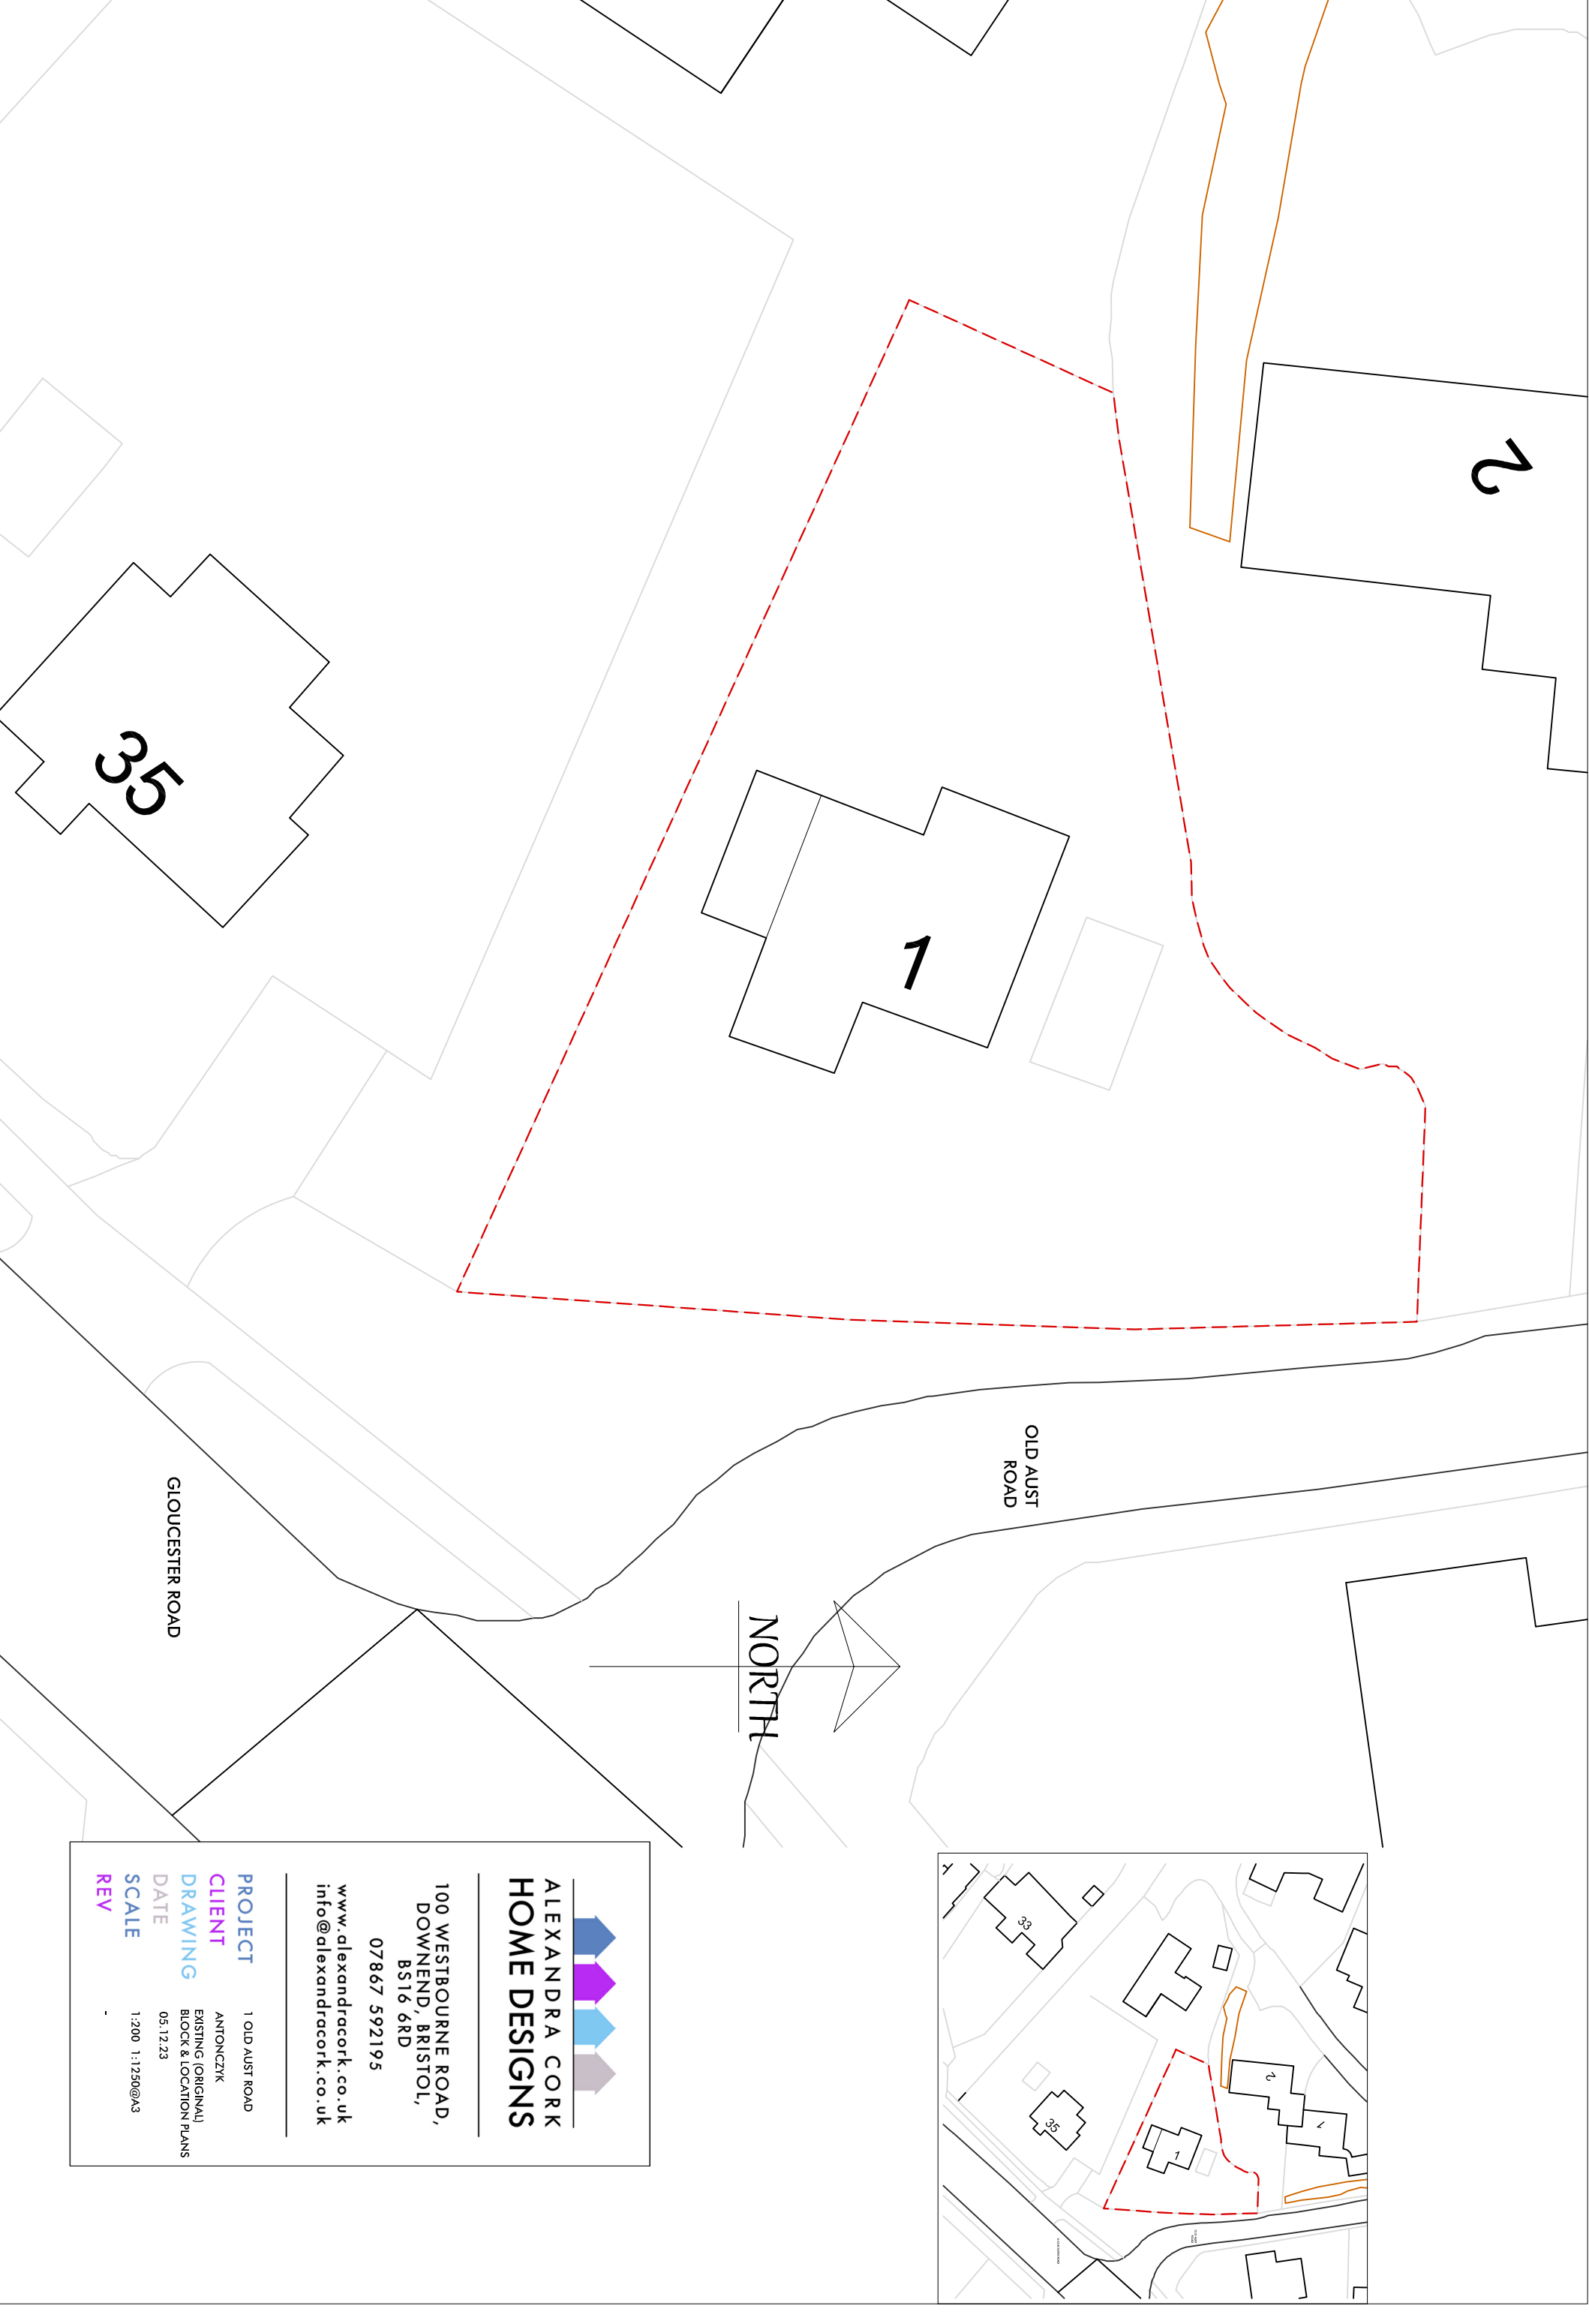 2
35
1
OLD AUST
ROAD
GLOUCESTER ROAD
NORTH
33
35
2
1
1
ALEXANDRA CORK
HOME DESIGNS
100 WESTBOURNE ROAD,
DOWNEND, BRISTOL,
BS16 6RD
07867 592195
www.alexandracork.co.uk
info@alexandracork.co.uk
PROJECT 1 OLD AUST ROAD
CLIENT ANTONCZYK
DRAWING EXISTING (ORIGINAL)
BLOCK & LOCATION PLANS
DATE 05.12.23
SCALE 1:200 1:1250@A3
REV -